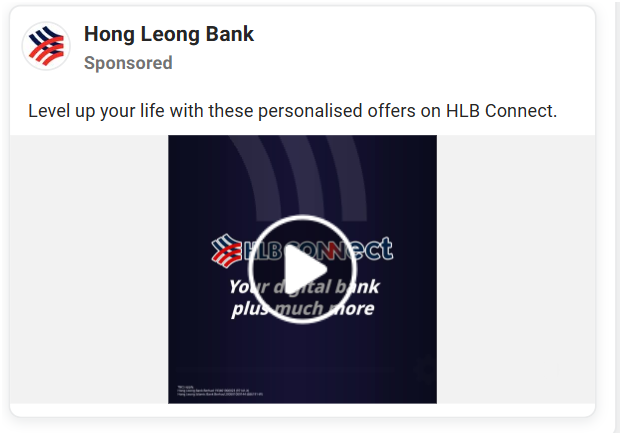 Hong Leong Bank
Sponsored
Level up your life with these personalised offers on HLB Connect.
HLB CONNect
Your digital bank
plus much more